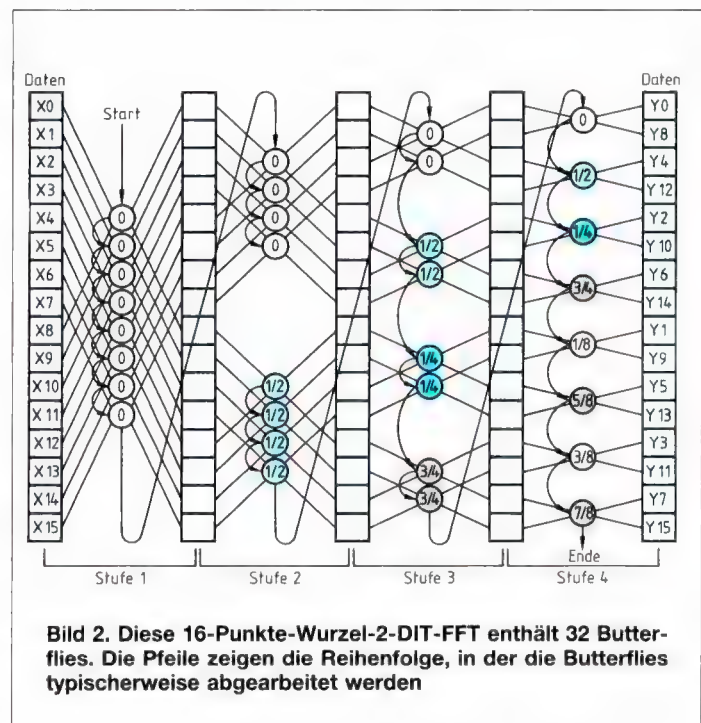 Daten
Daten
Start
X0
X1
X2
X3
X4
X5
X6
X7
X8
X9
X10
X11
X12
X13
X14
X15
0
0
0
0
0
0
0
0
0
0
0
0
1/2
1/2
1/2
1/2
0
0
1/2
1/2
1/4
1/4
3/4
3/4
0
1/2
1/4
3/4
1/8
5/8
3/8
7/8
Ende
Y0
Y8
Y4
Y12
Y2
Y10
Y6
Y14
Y1
Y9
Y5
Y13
Y3
Y11
Y7
Y15
Stufe 1
Stufe 2
Stufe 3
Stufe 4
Bild 2. Diese 16-Punkte-Wurzel-2-DIT-FFT enthält 32 Butter-
flies. Die Pfeile zeigen die Reihenfolge, in der die Butterflies
typischerweise abgearbeitet werden